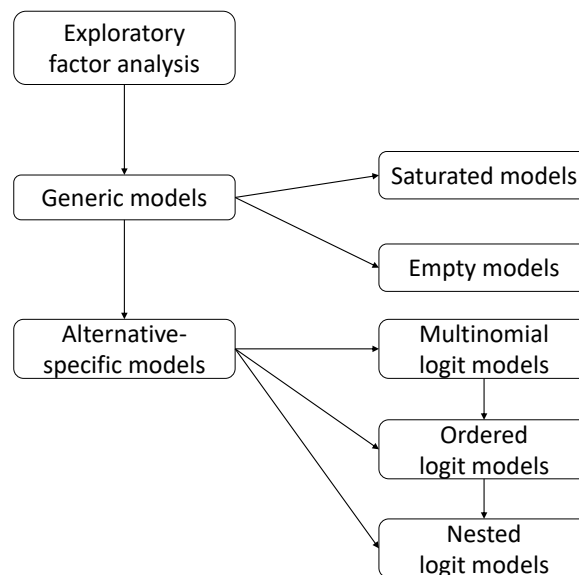 Exploratory
factor analysis
Generic models
Saturated models
Empty models
Alternative-
specific models
Multinomial
logit models
Ordered
logit models
Nested
logit models